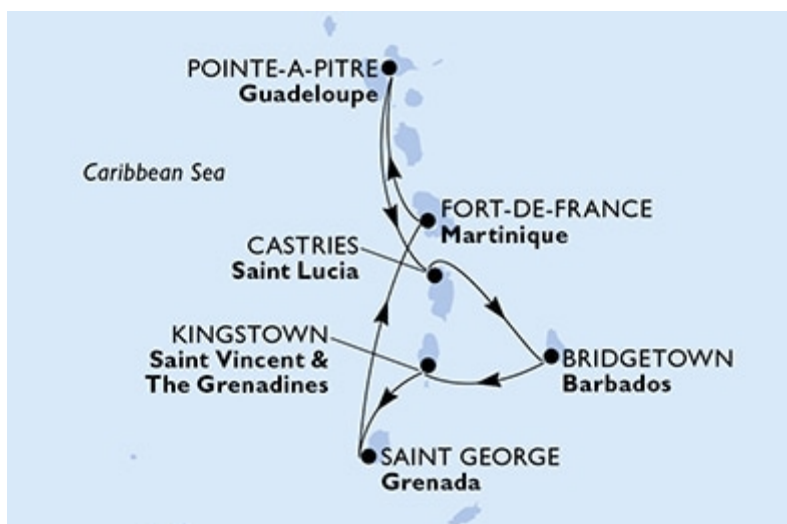 POINTE-A-PITRE
Guadeloupe
Caribbean Sea
FORT-DE-FRANCE
Martinique
CASTRIES
Saint Lucia
KINGSTOWN
Saint Vincent &
The Grenadines
BRIDGETOWN
Barbados
SAINT GEORGE
Grenada